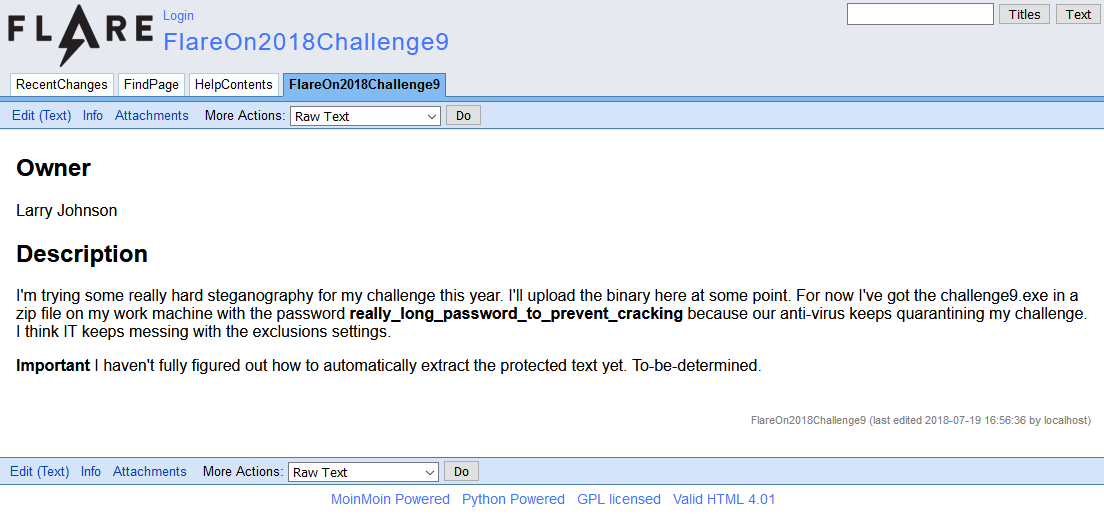 FLARE
Login
FlareOn2018Challenge9
Titles
Text
RecentChanges
FindPage
HelpContents
FlareOn2018Challenge9
Edit (Text)
Info
Attachments
More Actions:
Raw Text
Do
Owner
Larry Johnson
Description
I'm trying some really hard steganography for my challenge this year. I'll upload the binary here at some point. For now I've got the challenge9.exe in a
zip file on my work machine with the password really_long_password_to_prevent_cracking because our anti-virus keeps quarantining my challenge.
I think IT keeps messing with the exclusions settings.
Important I haven't fully figured out how to automatically extract the protected text yet. To-be-determined.
FlareOn2018Challenge9 (last edited 2018-07-19 16:56:36 by localhost)
Edit (Text)
Info
Attachments
More Actions:
Raw Text
Do
MoinMoin Powered
Python Powered
GPL licensed
Valid HTML 4.01